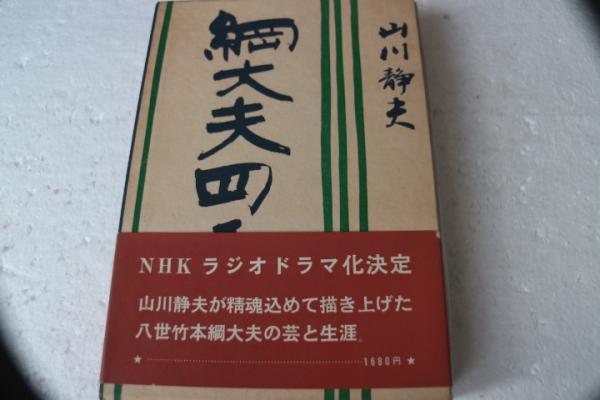 山川静夫
綱大夫四
NHK ラジオドラマ化決定
山川静夫が精魂込めて描き上げた
八世竹本綱大夫の芸と生涯。
★ 1680円 ★